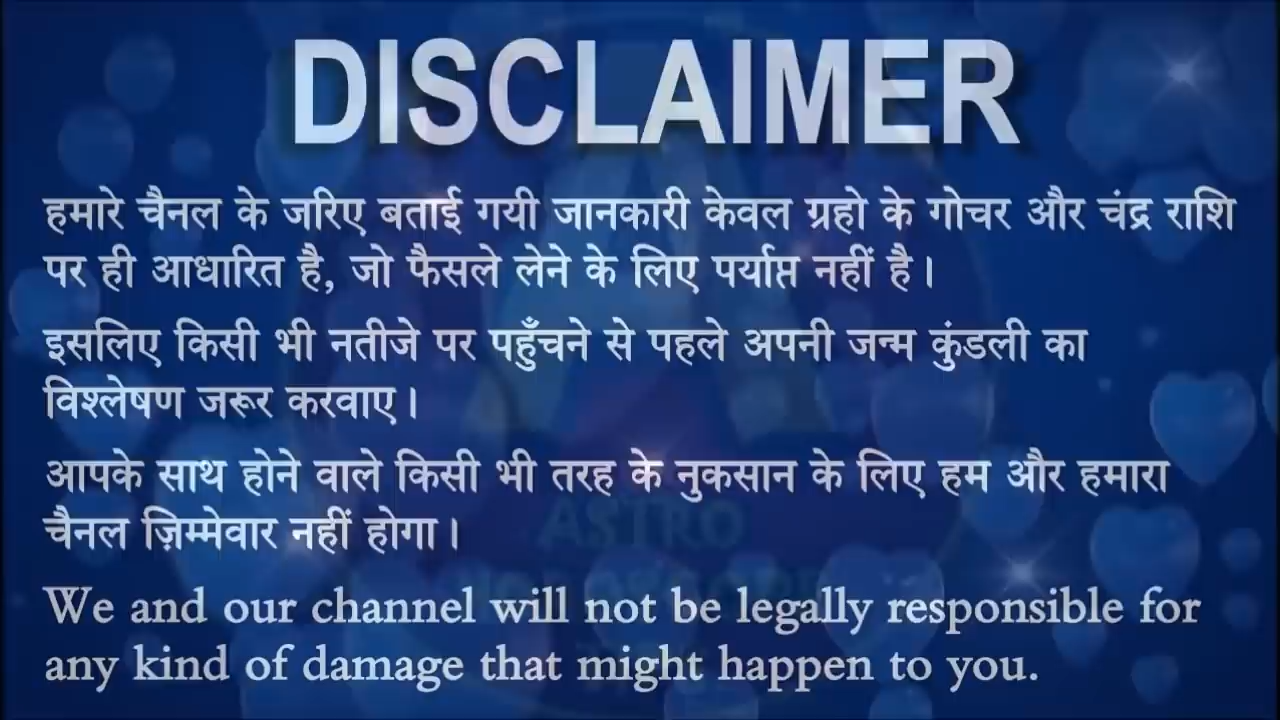 DISCLAIMER
हमारे चैनल के जरिए बताई गयी जानकारी केवल ग्रहो के गोचर और चंद्र राशि
पर ही आधारित है, जो फैसले लेने के लिए पर्याप्त नहीं है।
इसलिए किसी भी नतीजे पर पहुँचने से पहले अपनी जन्म कुंडली का
विश्लेषण जरूर करवाए।
आपके साथ होने वाले किसी भी तरह के नुकसान के लिए हम और हमारा
चैनल ज़िम्मेवार नहीं होगा।
ASTRO
We and our channel will not be legally responsible for
any kind of damage that might happen to you.